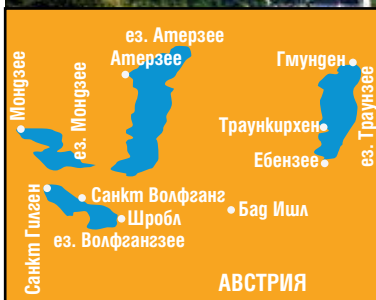 ез. Атерзее
Атерзее
Гмунден
Мондзее
ез. Мондзее
Траункирхен
ез. Траунзее
Ебензее
Санкт Гилген
Санкт Волфганг
Шробл
Бад Ишл
ез. Волфгангзее
АВСТРИЯ